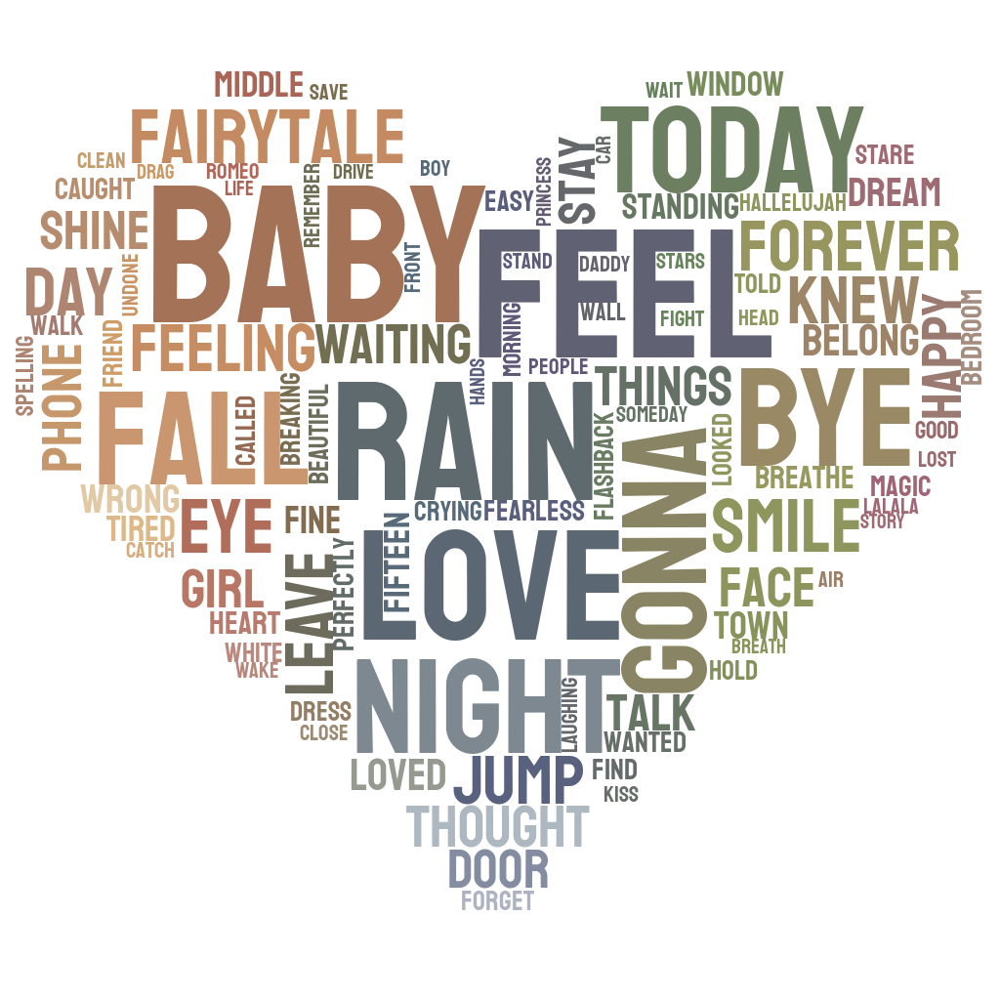 MIDDLE
SAVE
WAIT
WINDOW
FAIRYTALE
TODAY
CLEAN
DRAG
ROMEO
LIFE
REMEMBER
DRIVE
BOY
PRINCESS
STAY
CAR
STARE
CAUGHT
BABY
EASY
STANDING
HALLELUJAH
DREAM
SHINE
FEEL
FOREVER
DAY
UNDONE
FRONT
STAND
DADDY
STARS
TOLD
KNEW
WALK
FRIEND
FEELING
WAITING
MORNING
WALL
FIGHT
HEAD
BELONG
HAPPY
BEDROOM
SPELLING
PHONE
FALL
CALLED
BREAKING
BEAUTIFUL
RAIN
HANDS
PEOPLE
THINGS
SOMEDAY
BYE
GOOD
LOST
FLASHBACK
GONNA
LOOKED
BREATHE
MAGIC
LALALA
STORY
WRONG
TIRED
CATCH
EYE
FINE
CRYING
FEARLESS
SMILE
FIFTEEN
LOVE
GIRL
HEART
LEAVE
PERFECTLY
FACE
AIR
TOWN
BREATH
WHITE
WAKE
HOLD
DRESS
CLOSE
NIGHT
LAUGHING
TALK
WANTED
LOVED
JUMP
FIND
KISS
THOUGHT
DOOR
FORGET